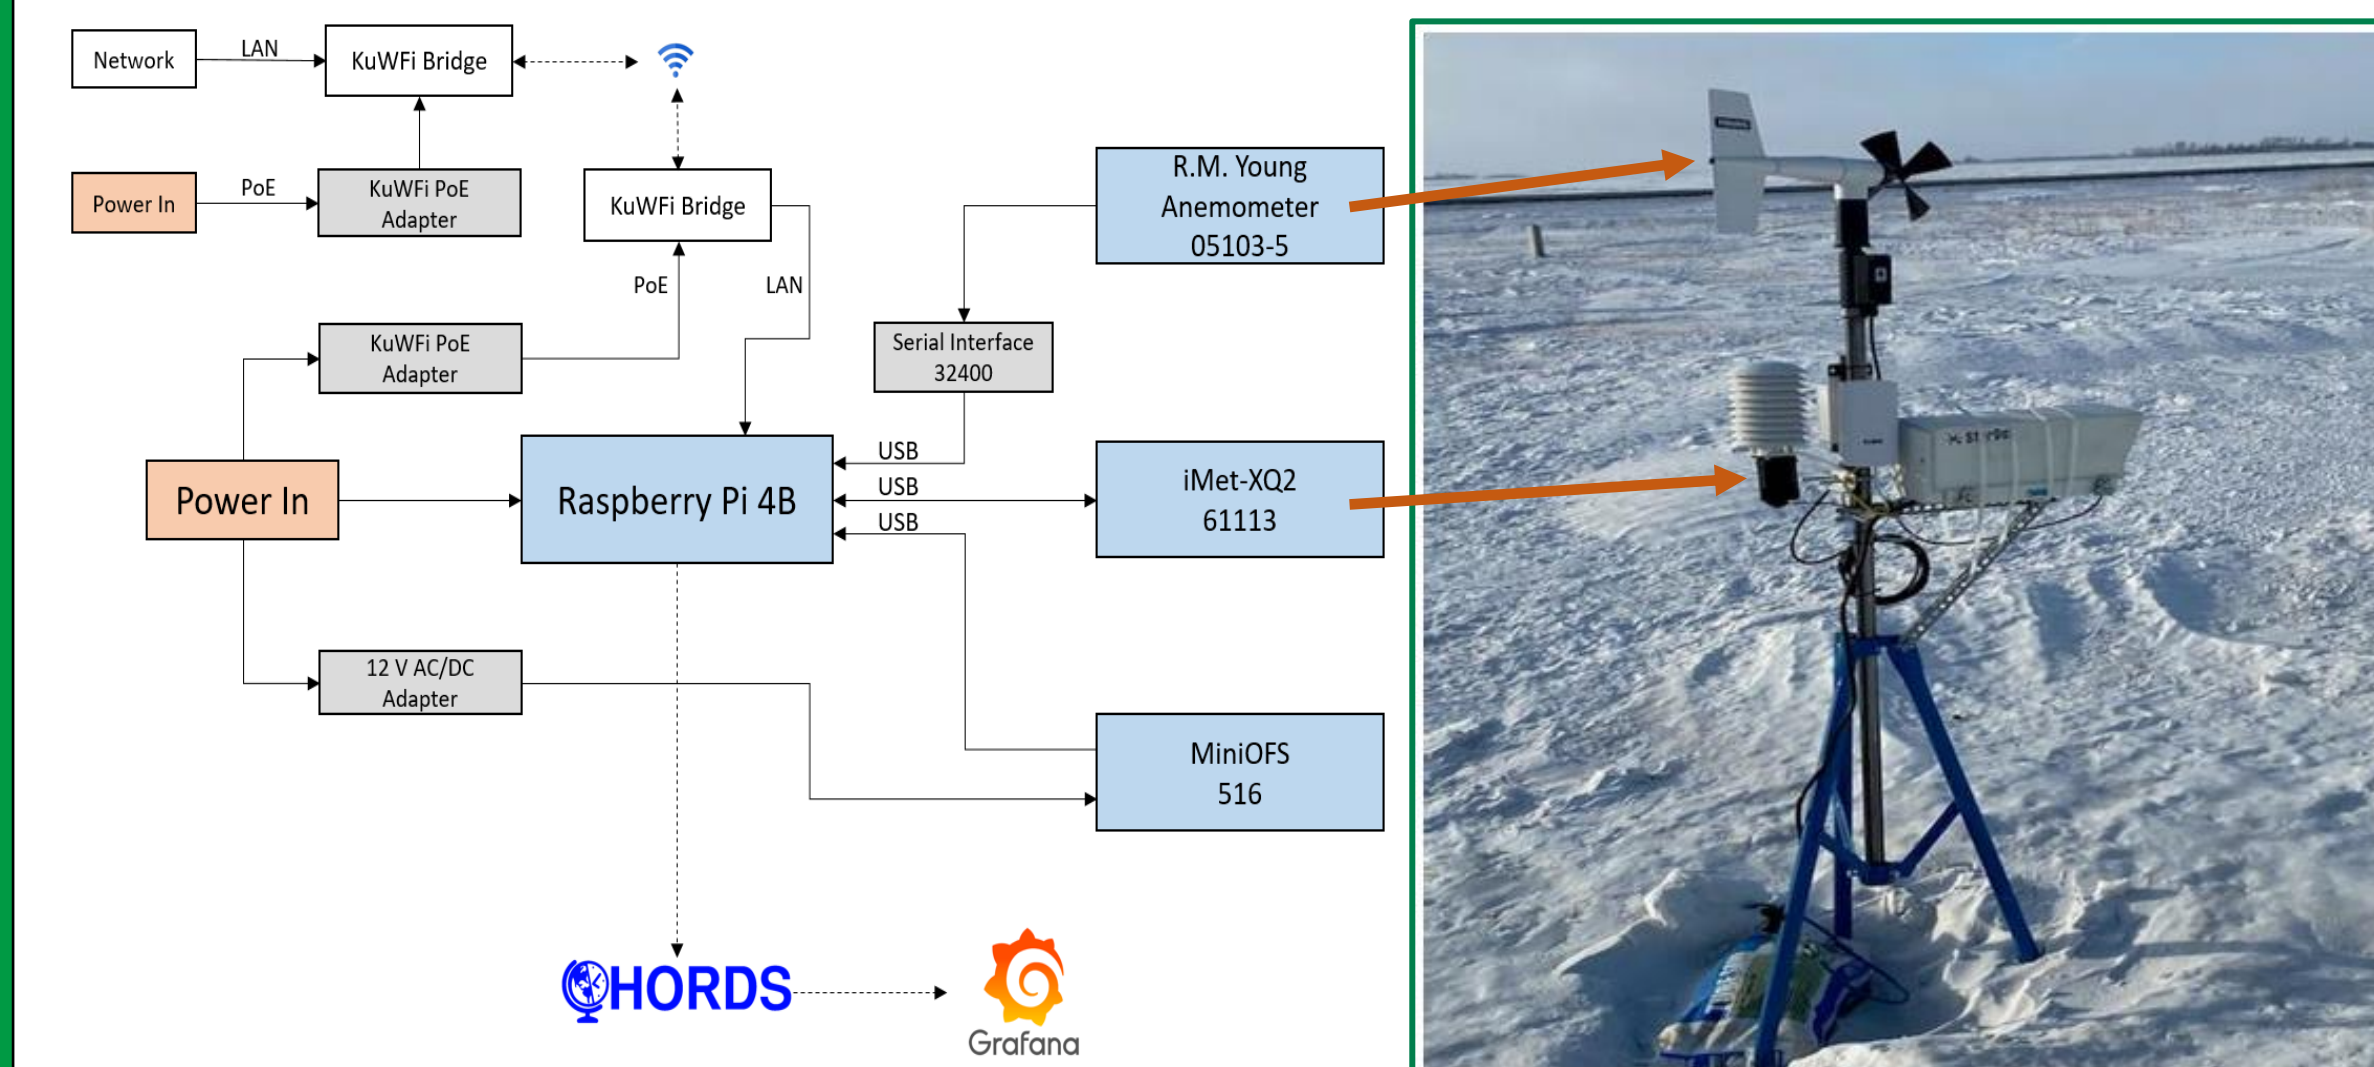 Network
LAN
KuWFi Bridge
Power In
PoE
KuWFi PoE
Adapter
KuWFi Bridge
PoE
LAN
R.M. Young
Anemometer
05103-5
KuWFi PoE
Adapter
Serial Interface
32400
Power In
Raspberry Pi 4B
USB
USB
USB
iMet-XQ2
61113
12 V AC/DC
Adapter
MiniOFS
516
CHORDS
Grafana